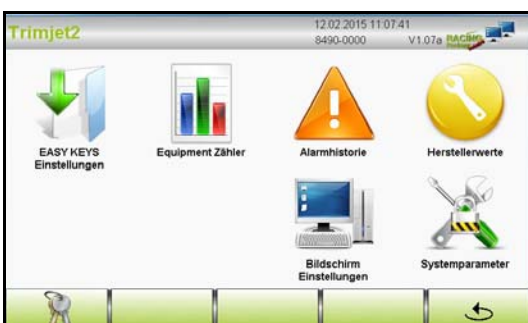 Trimjet2
12.02.2015 11:07:41
8490-0000 V1.07a RACING
EASY KEYS
Einstellungen
Equipment Zähler
Alarmhistorie
Herstellerwerte
Bildschirm
Einstellungen
Systemparameter